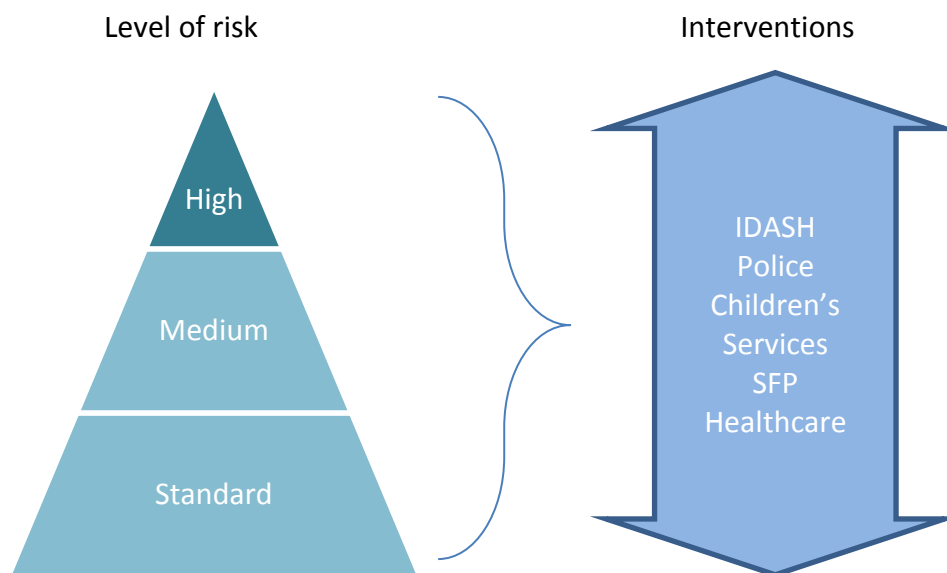 Level of risk
Interventions
High
Medium
Standard
IDASH
Police
Children’s
Services
SFP
Healthcare